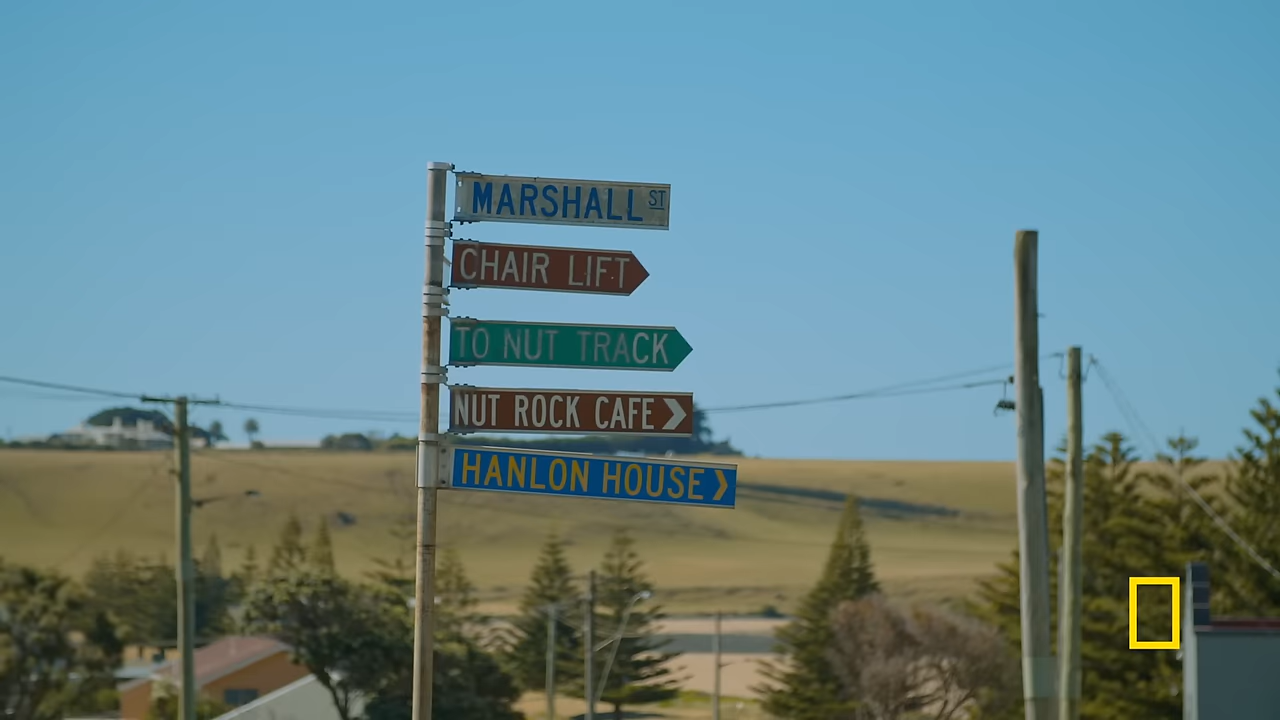 MARSHALL ST
CHAIR LIFT
TO NUT TRACK
NUT ROCK CAFE
HANLON HOUSE